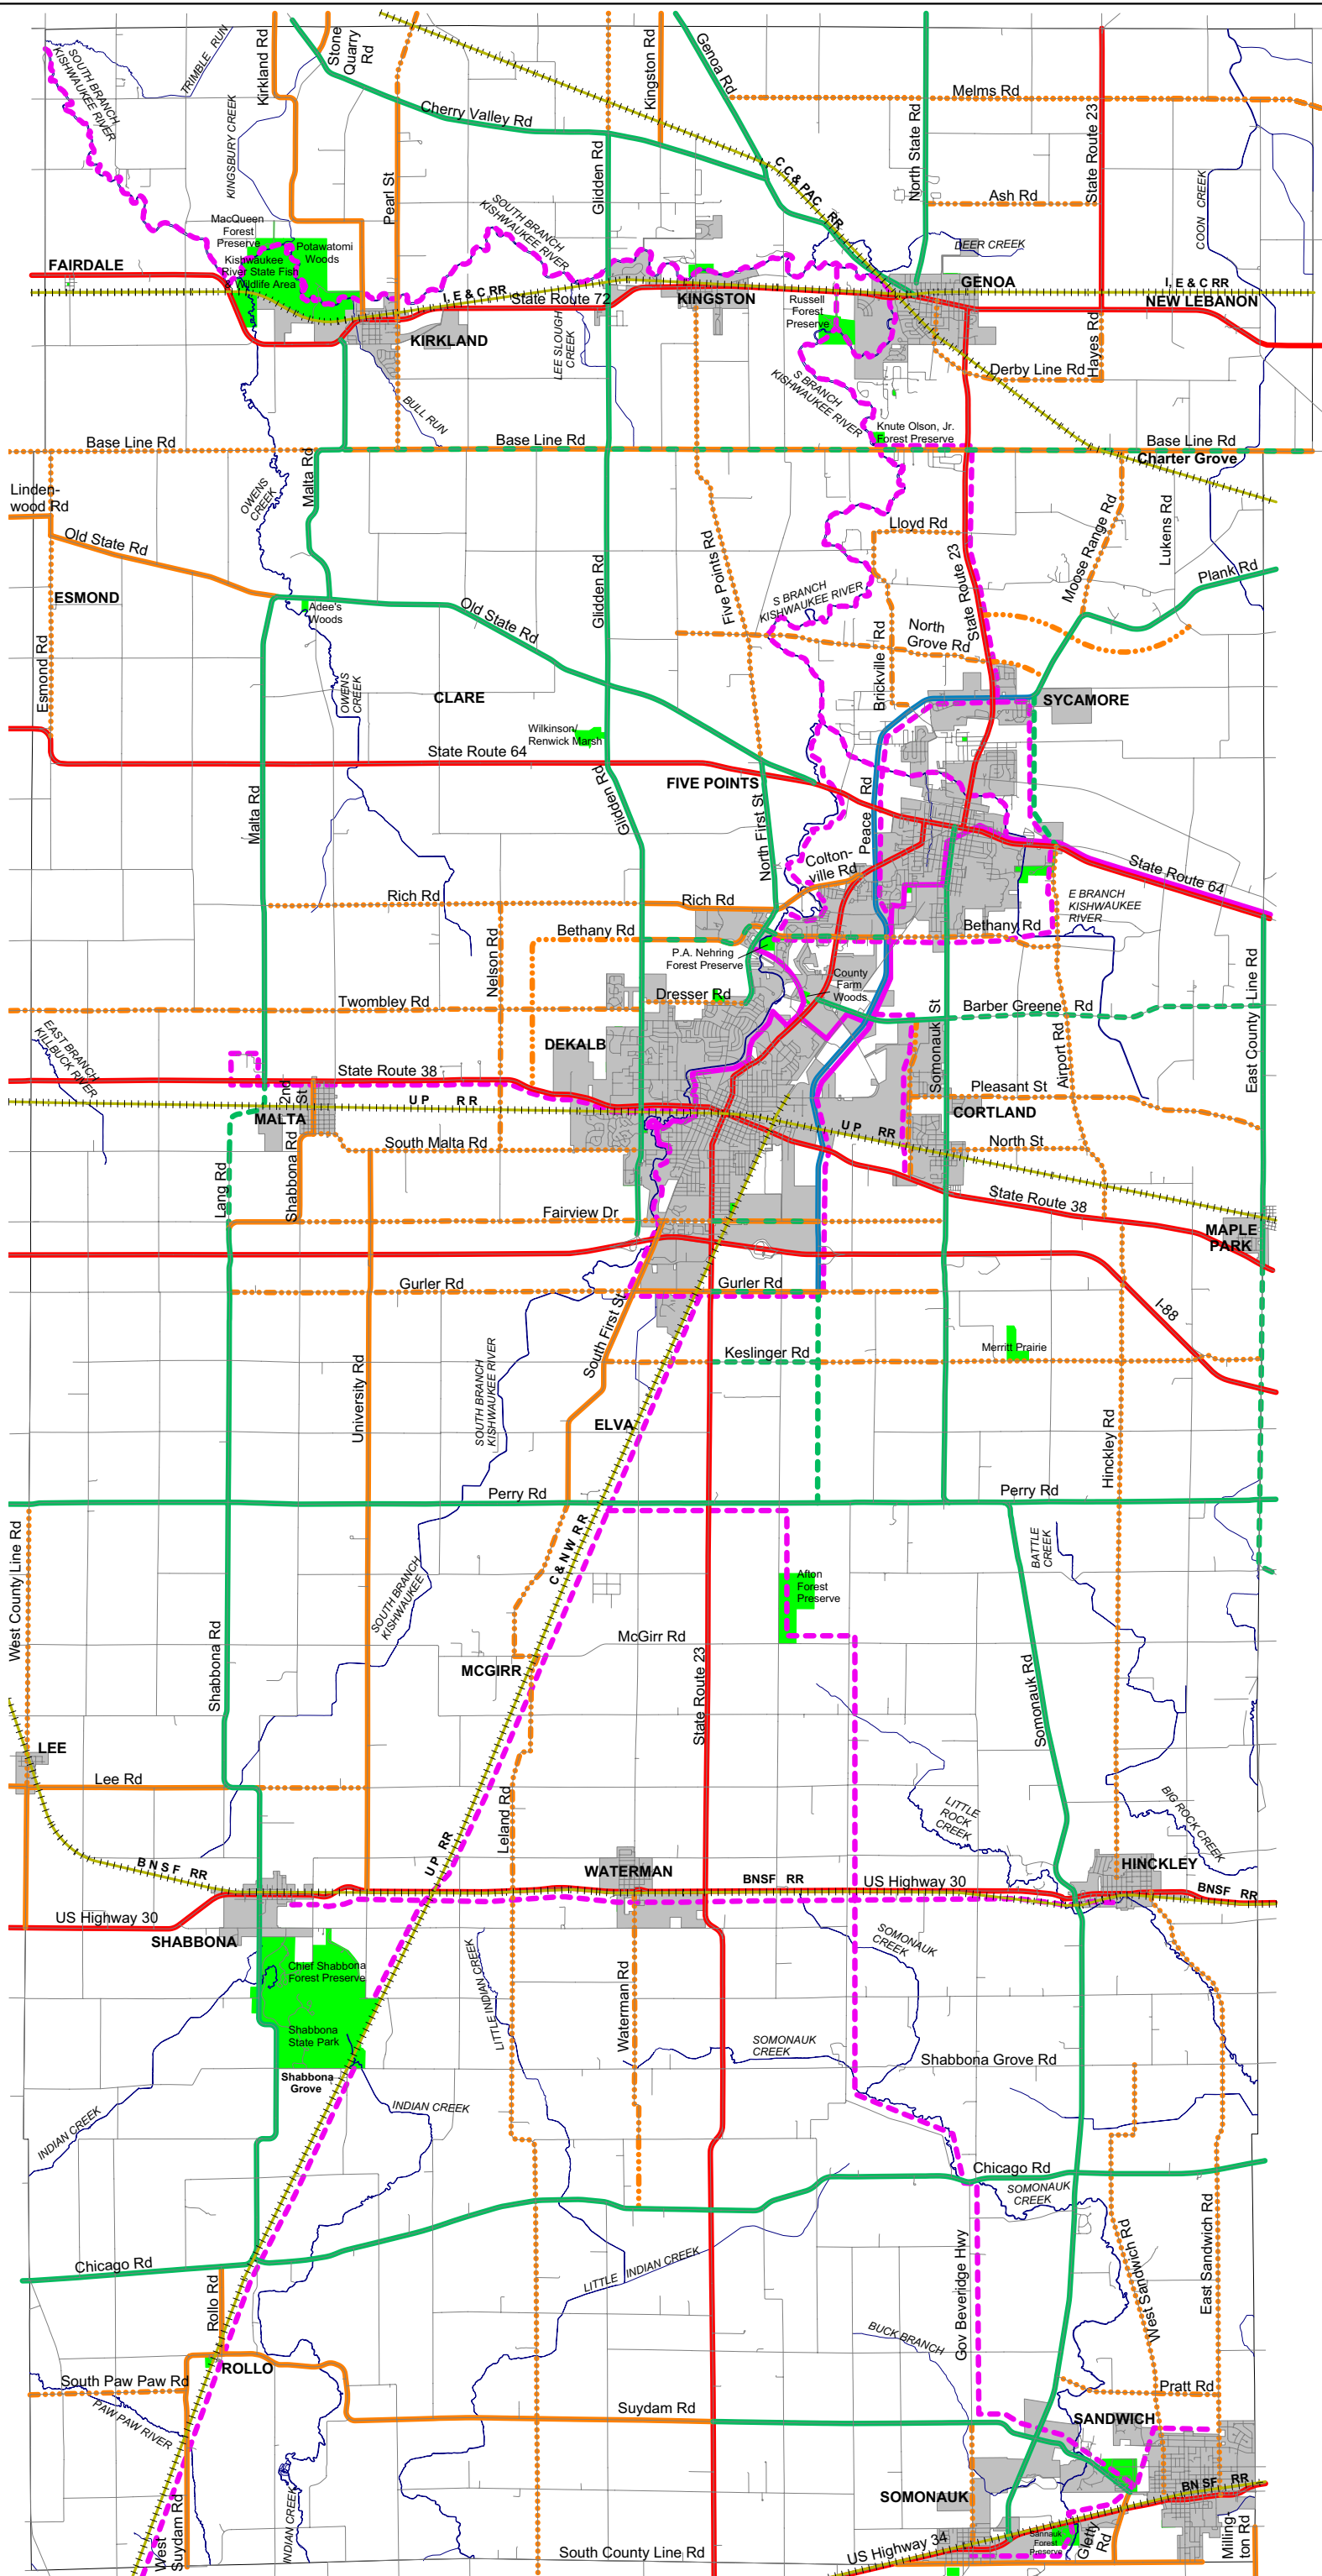 Kirkland Rd
Stone
Quarry
Rd
Kingston Rd
Genoa Rd
TRIMBLE RUN
SOUTH BRANCH
KISHWAUKEE RIVER
Cherry Valley Rd
Melms Rd
State Route 23
North State Rd
KINGSBURY CREEK
Pearl St
Glidden Rd
C C & PAC RR
Ash Rd
COON CREEK
SOUTH BRANCH
KISHWAUKEE RIVER
MacQueen
Forest
Preserve
Potawatomi
Woods
Kishwaukee
River State Fish
& Wildlife Area
DEER CREEK
FAIRDALE
GENOA
I, E & C RR
I, E & C RR
State Route 72
KINGSTON
NEW LEBANON
Russell
Forest
Preserve
KIRKLAND
LEE SLOUGH
CREEK
Hayes Rd
Derby Line Rd
S BRANCH
KISHWAUKEE RIVER
BULL RUN
Knute Olson, Jr.
Forest Preserve
Base Line Rd
Base Line Rd
Base Line Rd
Charter Grove
Linden-
wood Rd
Malta Rd
OWENS
CREEK
Old State Rd
Lloyd Rd
State Route 23
Moose Range Rd
Lukens Rd
Plank Rd
Five Points Rd
Glidden Rd
ESMOND
Adee's
Woods
Old State Rd
S BRANCH
KISHWAUKEE RIVER
North
Grove Rd
Brickville Rd
Esmond Rd
OWENS
CREEK
CLARE
SYCAMORE
Wilkinson/
Renwick Marsh
State Route 64
FIVE POINTS
Malta Rd
Glidden Rd
North First St
Peace Rd
Colton-
ville Rd
State Route 64
Rich Rd
Rich Rd
E BRANCH
KISHWAUKEE
RIVER
Bethany Rd
Bethany Rd
Nelson Rd
P.A. Nehring
Forest Preserve
County
Farm
Woods
East County Line Rd
Twombley Rd
Dresser Rd
Barber Greene Rd
EAST BRANCH
KILLBUCK RIVER
DEKALB
Somonauk St
Airport Rd
State Route 38
2nd
St
Pleasant St
U P RR
MALTA
CORTLAND
U P RR
South Malta Rd
North St
Lang Rd
Shabbona Rd
State Route 38
Fairview Dr
MAPLE
PARK
Gurler Rd
Gurler Rd
I-88
South First St
University Rd
SOUTH BRANCH
KISHWAUKEE RIVER
Keslinger Rd
Merritt Prairie
ELVA
Hinckley Rd
Perry Rd
Perry Rd
West County Line Rd
C & NW RR
BATTLE
CREEK
SOUTH BRANCH
KISHWAUKEE
Afton
Forest
Preserve
Shabbona Rd
McGirr Rd
MCGIRR
State Route 23
Somonauk Rd
LEE
Lee Rd
Leland Rd
LITTLE
ROCK
CREEK
BIG ROCK CREEK
B N S F RR
U P RR
WATERMAN
BNSF RR
US Highway 30
HINCKLEY
BNSF RR
US Highway 30
SHABBONA
Chief Shabbona
Forest Preserve
LITTLE INDIAN CREEK
Waterman Rd
SOMONAUK
CREEK
Shabbona
State Park
SOMONAUK
CREEK
Shabbona Grove Rd
Shabbona
Grove
INDIAN CREEK
INDIAN CREEK
Chicago Rd
SOMONAUK
CREEK
Chicago Rd
Rollo Rd
LITTLE INDIAN CREEK
Gov Beveridge Hwy
West Sandwich Rd
East Sandwich Rd
BUCK BRANCH
ROLLO
South Paw Paw Rd
Pratt Rd
PAW PAW RIVER
Suydam Rd
SANDWICH
BN SF RR
SOMONAUK
INDIAN CREEK
West
Suydam Rd
South County Line Rd
US Highway 34
Sannauk
Forest
Preserve
Gletty
Rd
Milling-
ton Rd